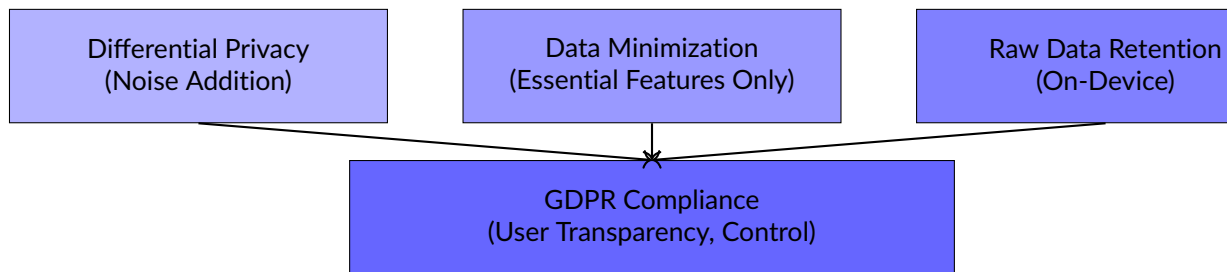 Differential Privacy
(Noise Addition)
Data Minimization
(Essential Features Only)
Raw Data Retention
(On-Device)
GDPR Compliance
(User Transparency, Control)